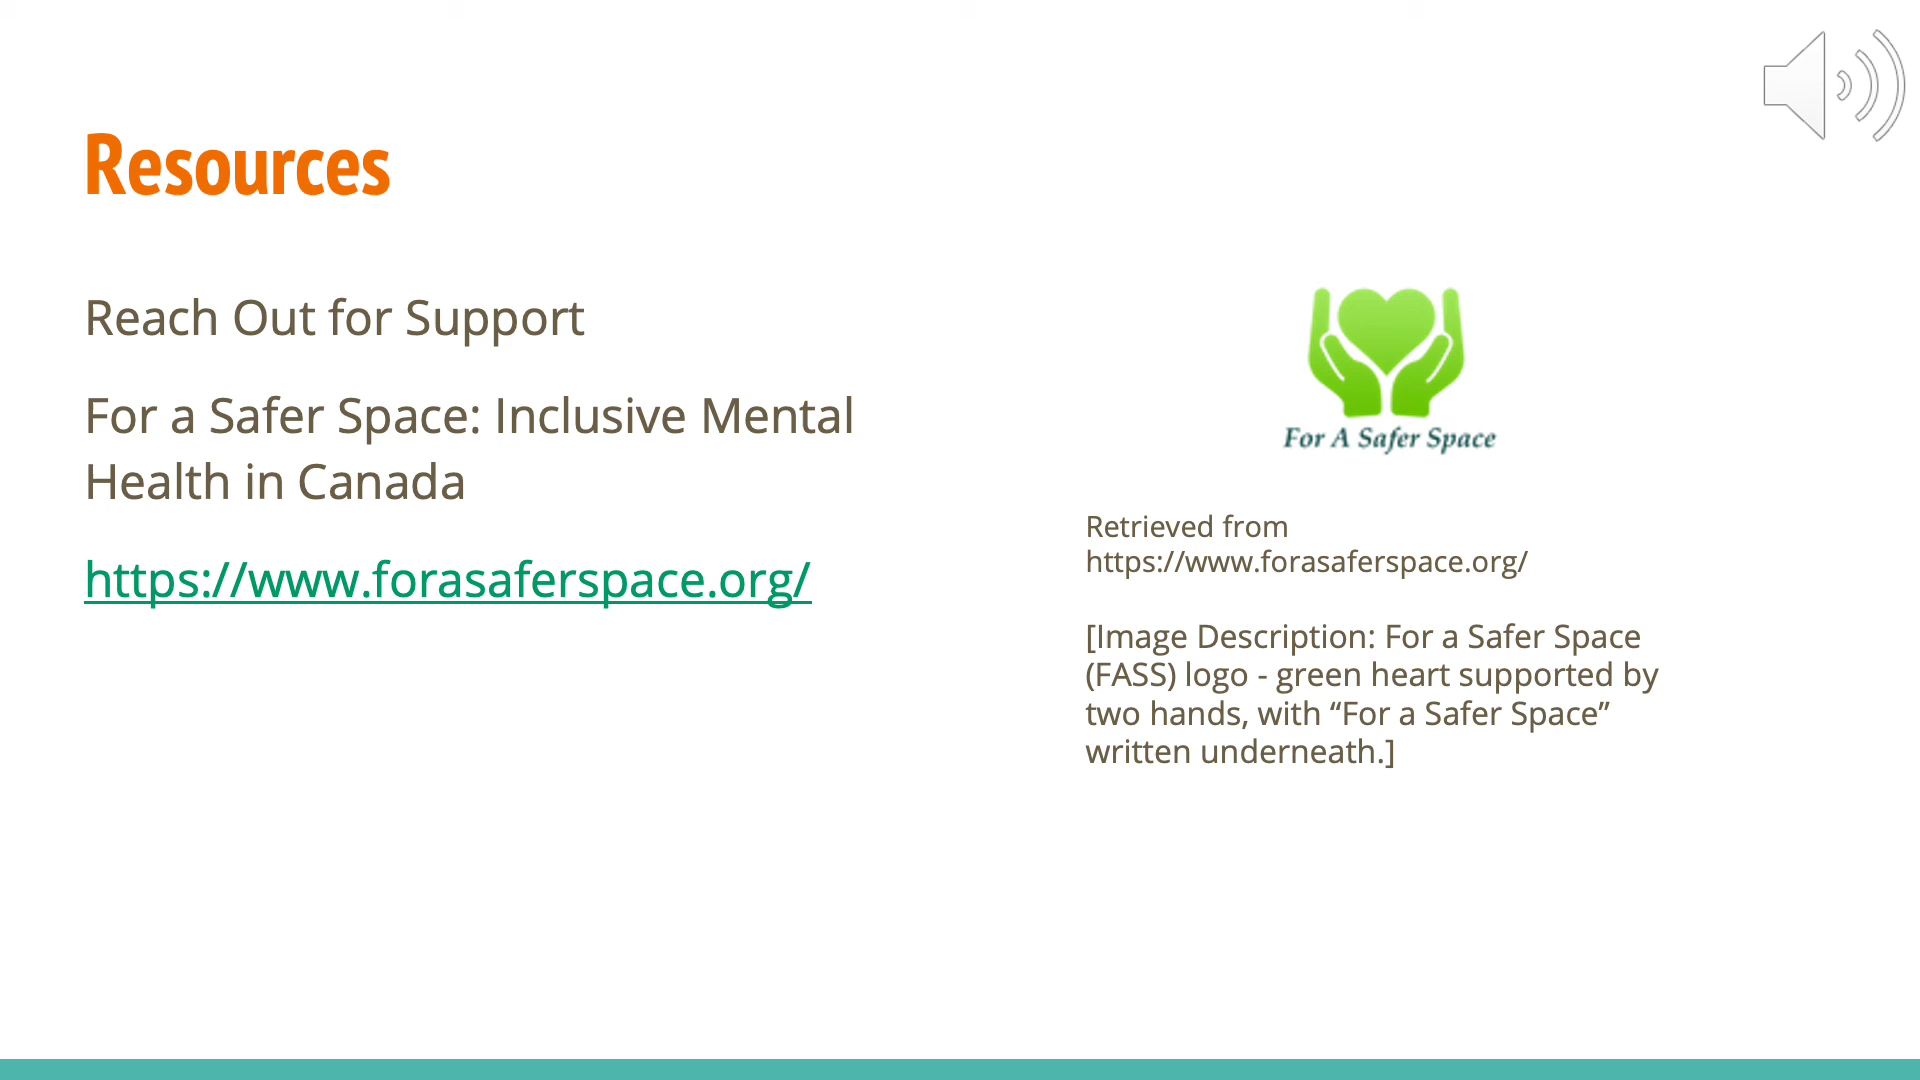 Resources
Reach Out for Support
For a Safer Space: Inclusive Mental
Health in Canada
https://www.forasaferspace.org/
For A Safer Space
Retrieved from
https://www.forasaferspace.org/
[Image Description: For a Safer Space
(FASS) logo - green heart supported by
two hands, with “For a Safer Space”
written underneath.]